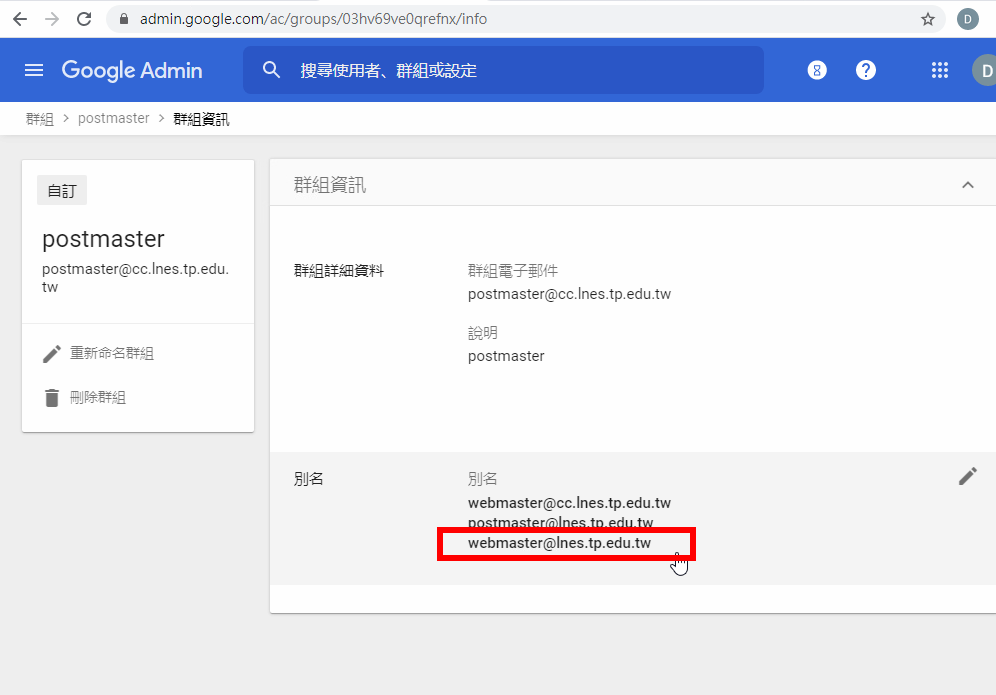 admin.google.com/ac/groups/03hv69ve0qrefnx/info
D
Google Admin
搜尋使用者、群組或設定
?
D
群組 > postmaster > 群組資訊
自訂
postmaster
postmaster@cc.lnes.tp.edu.
tw
重新命名群組
刪除群組
群組資訊
群組詳細資料
群組電子郵件
postmaster@cc.lnes.tp.edu.tw
說明
postmaster
別名
別名
webmaster@cc.lnes.tp.edu.tw
postmaster@lnes.tp.edu.tw
webmaster@lnes.tp.edu.tw